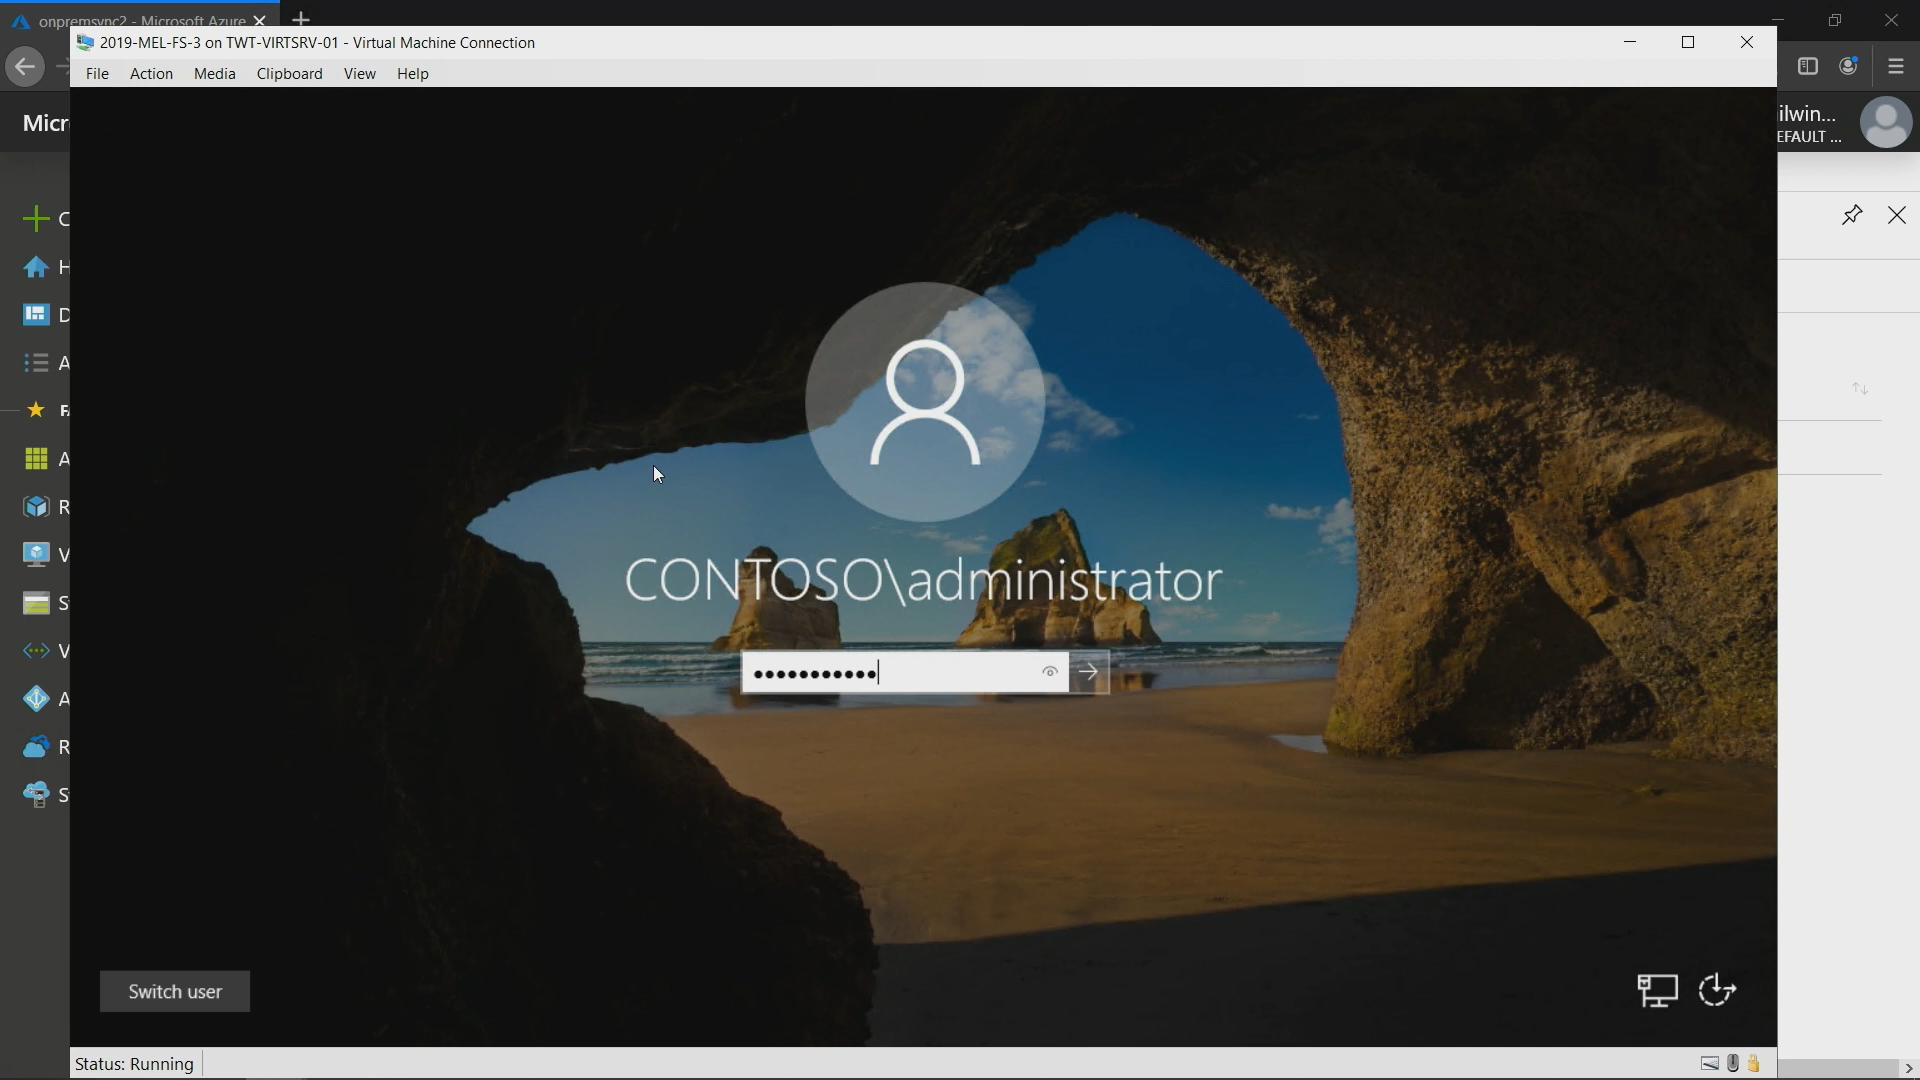 onpremsync2 - Microsoft Azure
2019-MEL-FS-3 on TWT-VIRTSRV-01 - Virtual Machine Connection
File Action Media Clipboard View Help
Micr
ilwin...
EFAULT ...
C
H
D
A
F
A
R
V
S
V
A
R
S
CONTOSO\administrator
Switch user
Status: Running